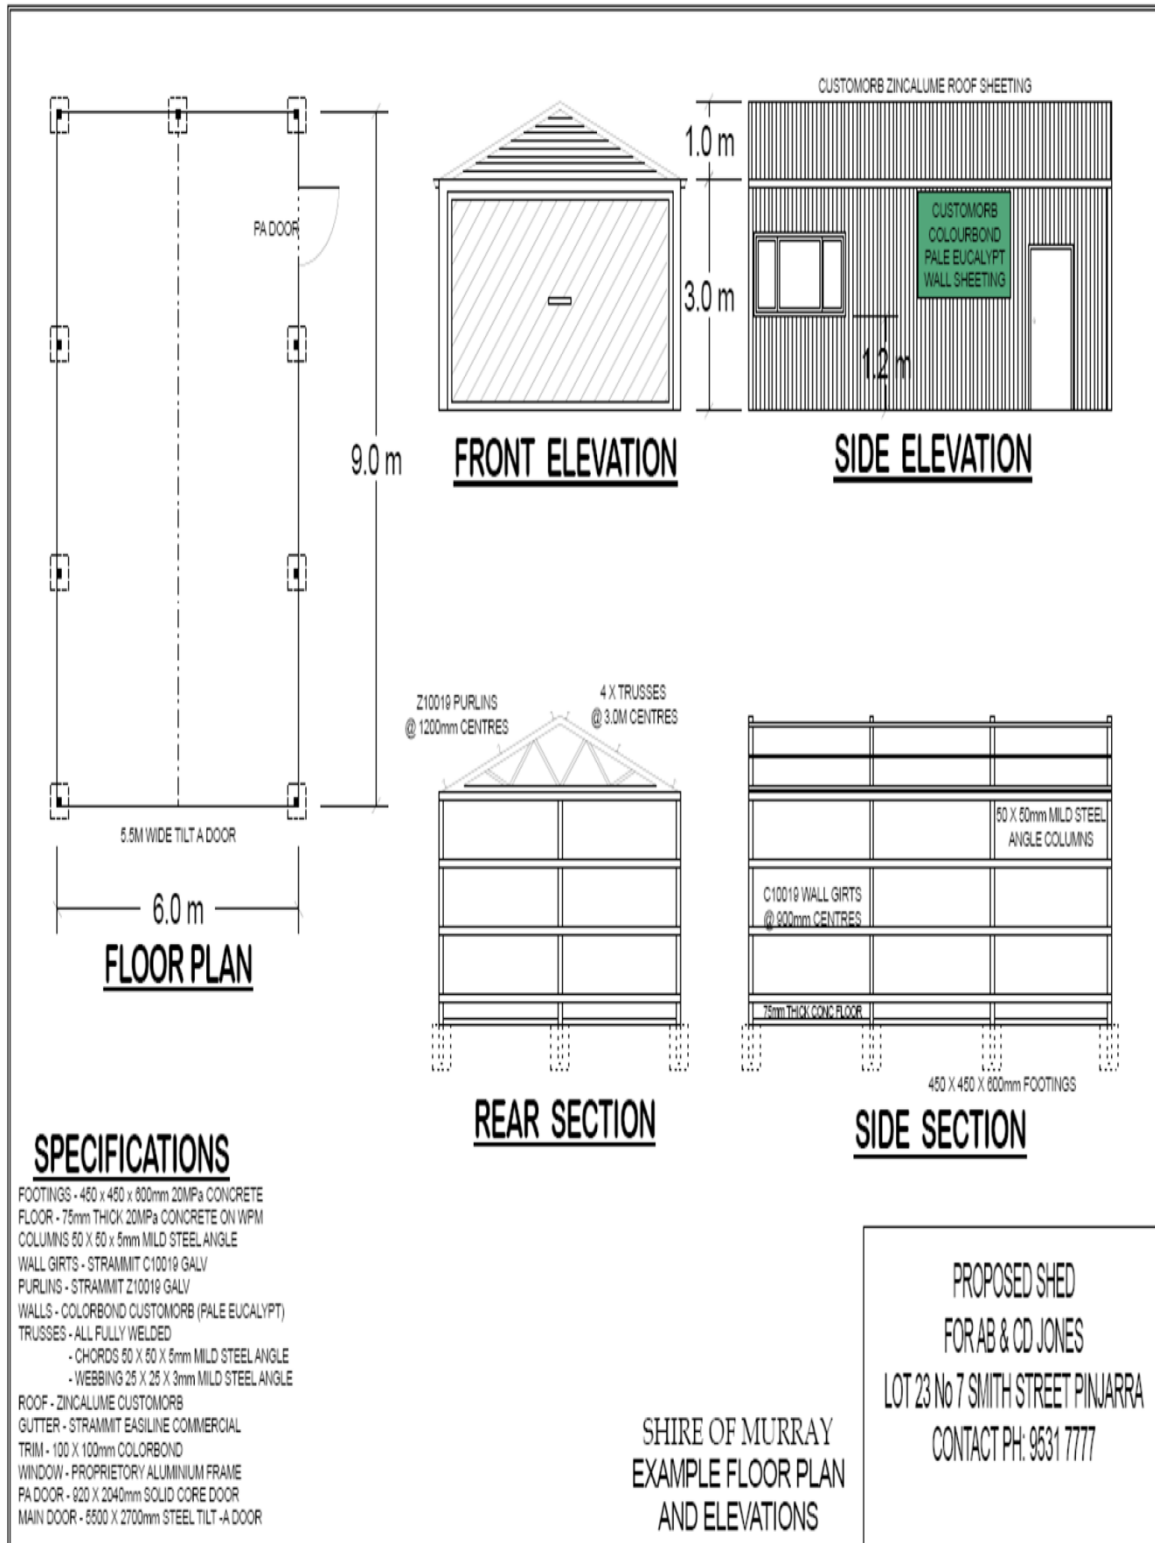 CUSTOMORB ZINCALUME ROOF SHEETING
1.0 m
PA DOOR
CUSTOMORB
COLOURBOND
PALE EUCALYPT
WALL SHEETING
3.0 m
1.2 m
9.0 m
FRONT ELEVATION
SIDE ELEVATION
5.5M WIDE TILT A DOOR
6.0 m
FLOOR PLAN
Z10019 PURLINS
@ 1200mm CENTRES
4 X TRUSSES
@ 3.0M CENTRES
50 X 50mm MILD STEEL
ANGLE COLUMNS
C10019 WALL GIRTS
@ 900mm CENTRES
75mm THICK CONC FLOOR
450 X 450 X 600mm FOOTINGS
REAR SECTION
SIDE SECTION
SPECIFICATIONS
FOOTINGS - 450 x 450 x 600mm 20MPa CONCRETE
FLOOR - 75mm THICK 20MPa CONCRETE ON WPM
COLUMNS 50 X 50 x 5mm MILD STEEL ANGLE
WALL GIRTS - STRAMMIT C10019 GALV
PURLINS - STRAMMIT Z10019 GALV
WALLS - COLORBOND CUSTOMORB (PALE EUCALYPT)
TRUSSES - ALL FULLY WELDED
- CHORDS 50 X 50 X 5mm MILD STEEL ANGLE
- WEBBING 25 X 25 X 3mm MILD STEEL ANGLE
ROOF - ZINCALUME CUSTOMORB
GUTTER - STRAMMIT EASILINE COMMERCIAL
TRIM - 100 X 100mm COLORBOND
WINDOW - PROPRIETORY ALUMINIUM FRAME
PA DOOR - 920 X 2040mm SOLID CORE DOOR
MAIN DOOR - 5500 X 2700mm STEEL TILT -A DOOR
SHIRE OF MURRAY
EXAMPLE FLOOR PLAN
AND ELEVATIONS
PROPOSED SHED
FOR AB & CD JONES
LOT 23 No 7 SMITH STREET PINJARRA
CONTACT PH: 9531 7777